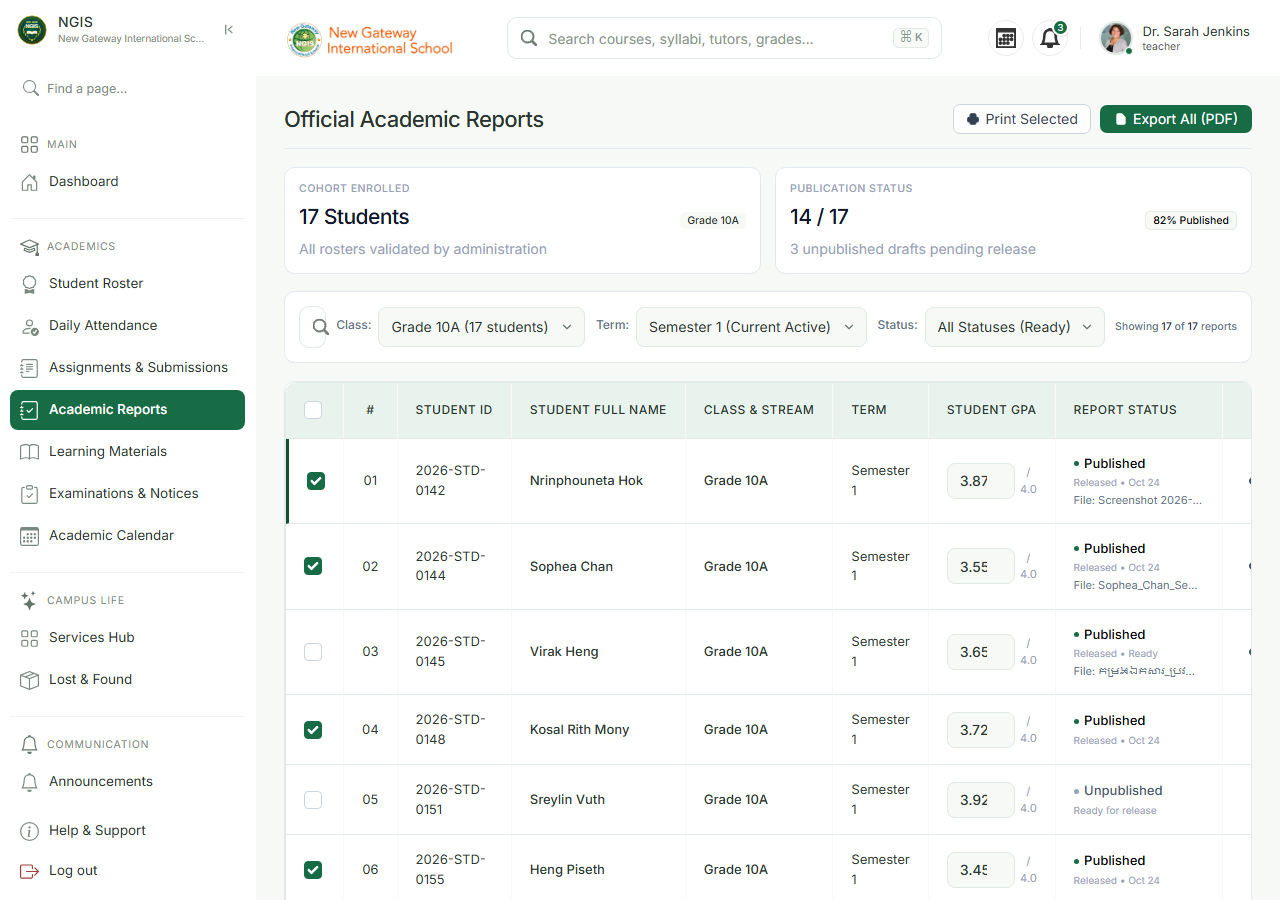 NGIS
New Gateway International Sc...
Find a page...
MAIN
Dashboard
ACADEMICS
Student Roster
Daily Attendance
Assignments & Submissions
Academic Reports
Learning Materials
Examinations & Notices
Academic Calendar
CAMPUS LIFE
Services Hub
Lost & Found
COMMUNICATION
Announcements
Help & Support
Log out
New Gateway
International School
Search courses, syllabi, tutors, grades...
⌘ K
3
Dr. Sarah Jenkins
teacher
Official Academic Reports
Print Selected
Export All (PDF)
COHORT ENROLLED
17 Students
Grade 10A
All rosters validated by administration
PUBLICATION STATUS
14 / 17
82% Published
3 unpublished drafts pending release
Class: Grade 10A (17 students) Term: Semester 1 (Current Active) Status: All Statuses (Ready) Showing 17 of 17 reports
# STUDENT ID STUDENT FULL NAME CLASS & STREAM TERM STUDENT GPA REPORT STATUS
01 2026-STD-0142 Nrinphouneta Hok Grade 10A Semester 1 3.87 / 4.0 • Published
Released • Oct 24
File: Screenshot 2026-...
02 2026-STD-0144 Sophea Chan Grade 10A Semester 1 3.55 / 4.0 • Published
Released • Oct 24
File: Sophea_Chan_Se...
03 2026-STD-0145 Virak Heng Grade 10A Semester 1 3.65 / 4.0 • Published
Released • Ready
File:
04 2026-STD-0148 Kosal Rith Mony Grade 10A Semester 1 3.72 / 4.0 • Published
Released • Oct 24
05 2026-STD-0151 Sreylin Vuth Grade 10A Semester 1 3.92 / 4.0 • Unpublished
Ready for release
06 2026-STD-0155 Heng Piseth Grade 10A Semester 1 3.45 / 4.0 • Published
Released • Oct 24